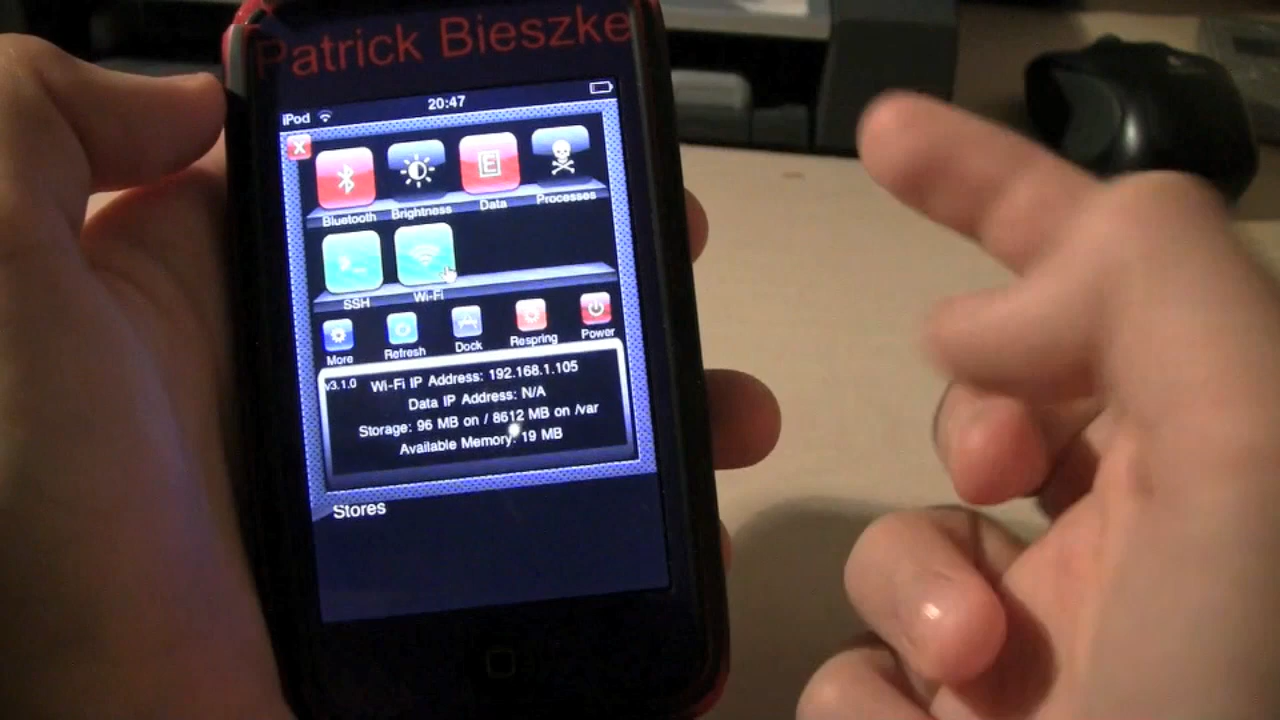 Patrick Bieszke
iPod 20:47
X
E
Bluetooth Brightness Data Processes
SSH Wi-Fi
More Refresh Dock Respring Power
v3.1.0 Wi-Fi IP Address: 192.168.1.105
Data IP Address: N/A
Storage: 96 MB on / 8612 MB on /var
Available Memory: 19 MB
Stores